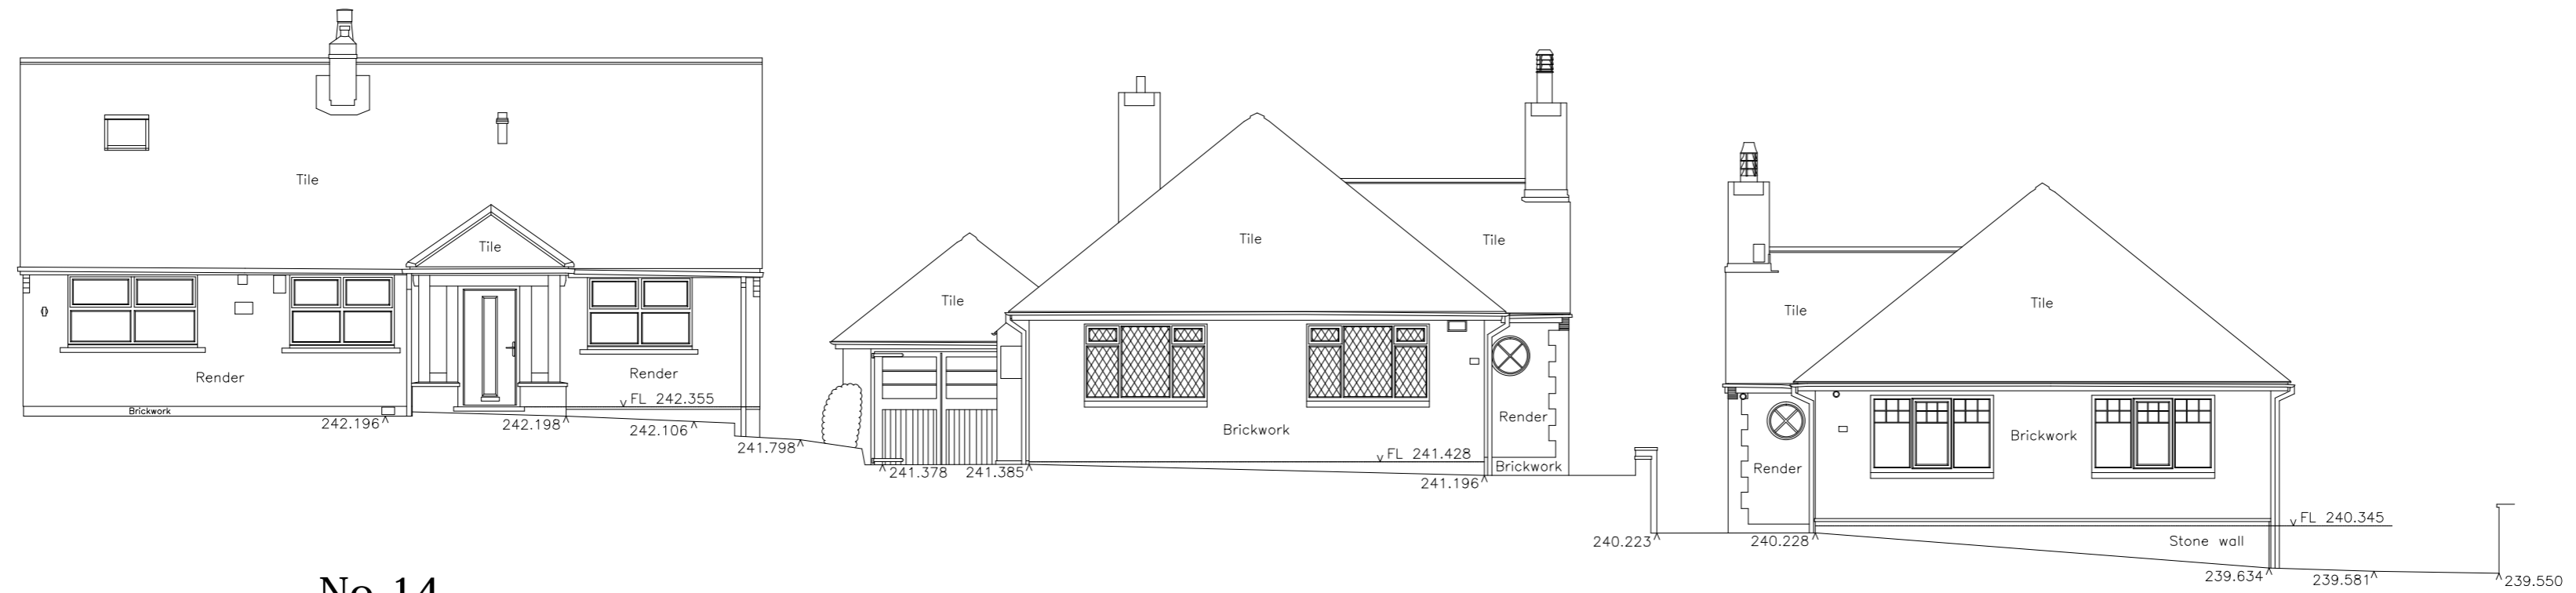 Tile
Tile
Render
Render
Brickwork
FL 242.355
242.196
242.198
242.106
241.798
Tile
Tile
Tile
Brickwork
Render
FL 241.428
Brickwork
241.378
241.385
241.196
Tile
Tile
Brickwork
Render
FL 240.345
Stone wall
240.223
240.228
239.634
239.581
239.550
No 14